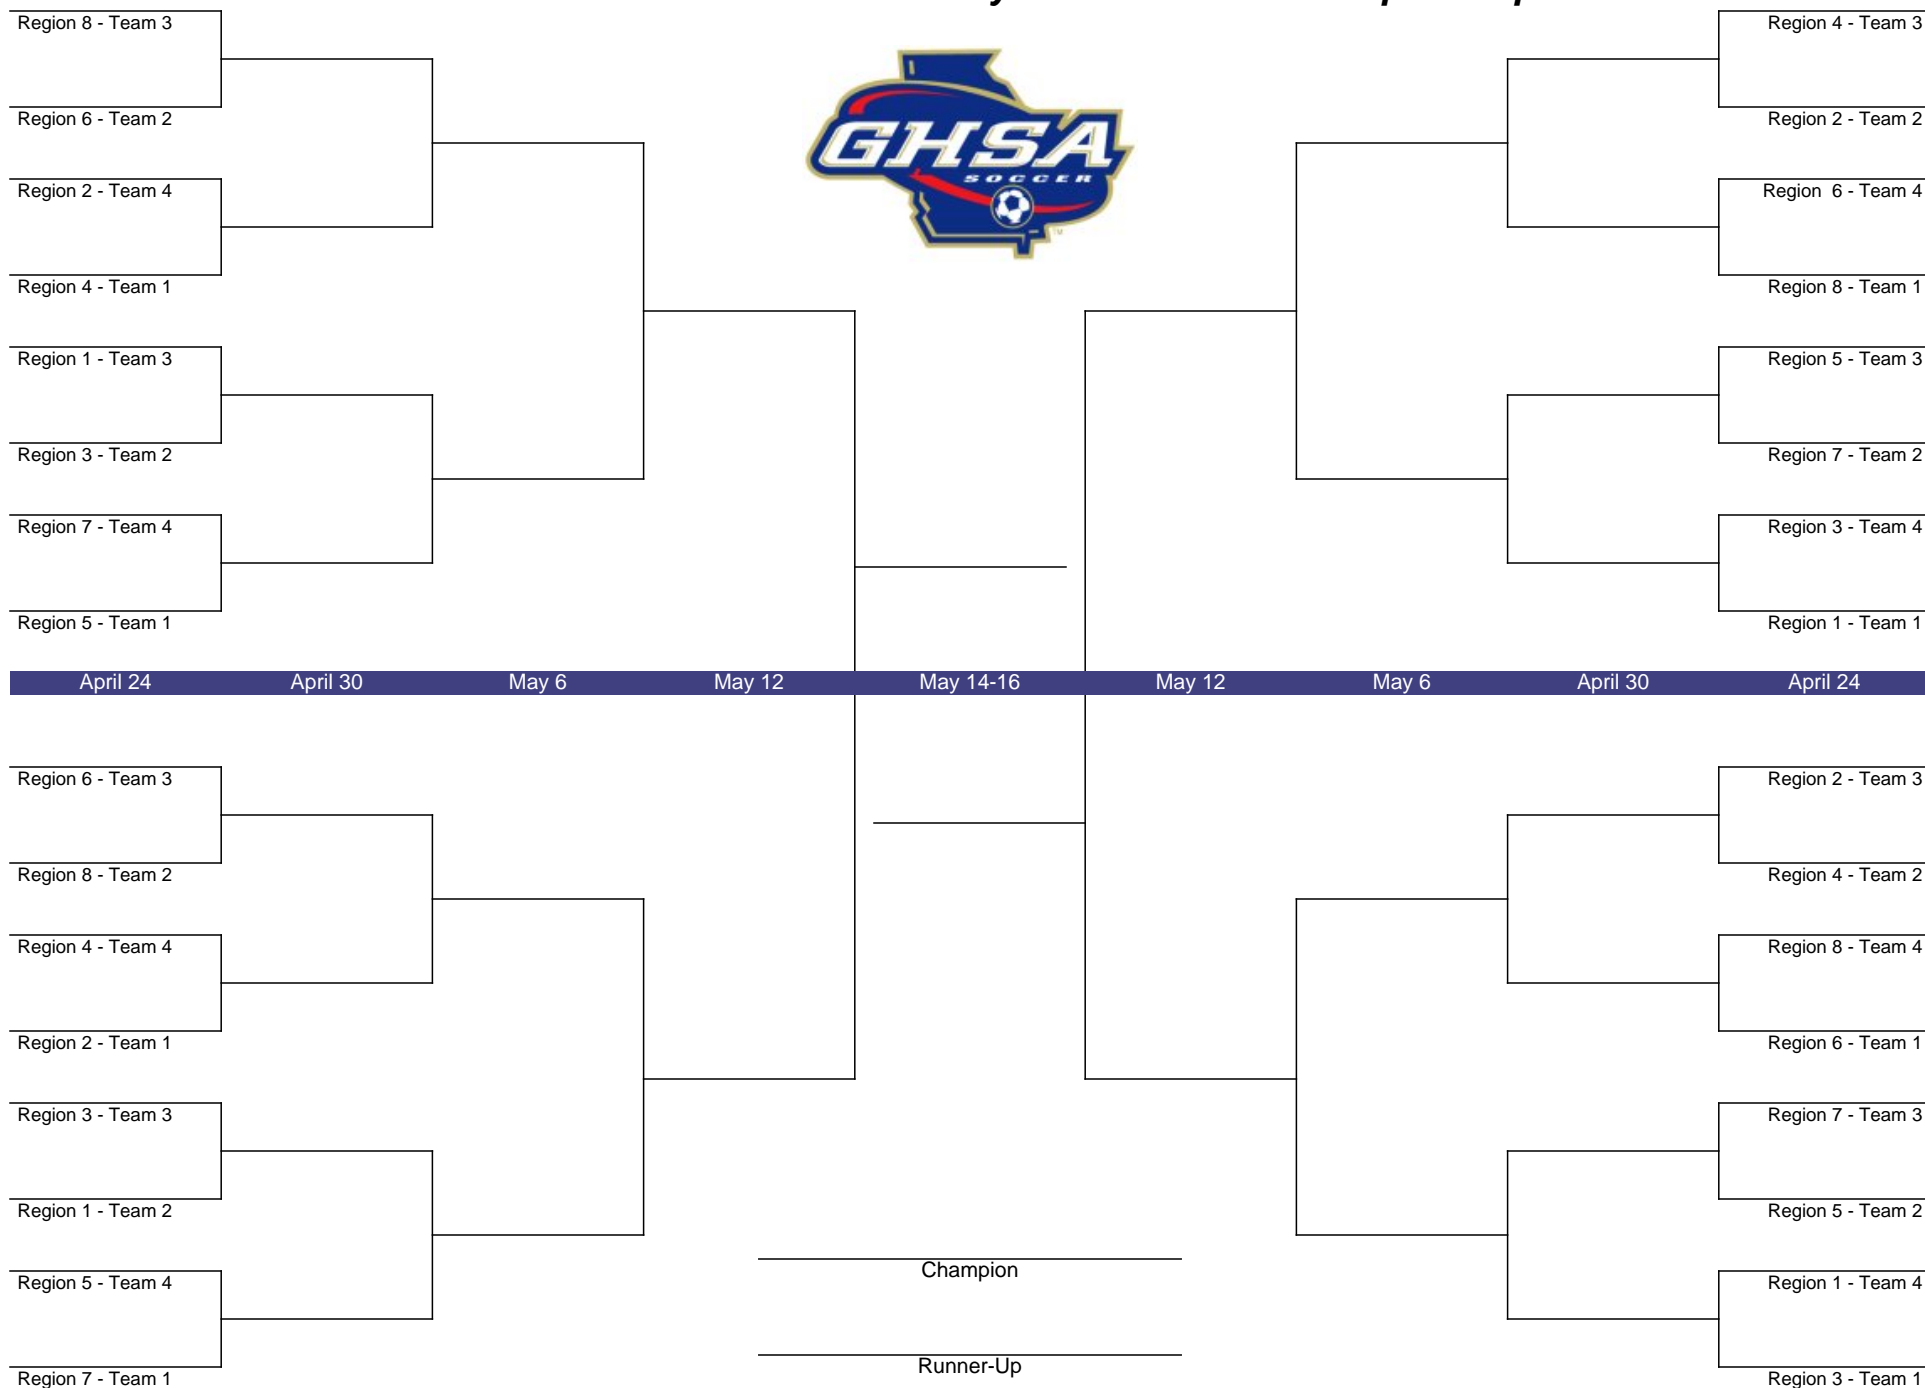 Region 8 - Team 3
Region 6 - Team 2
Region 2 - Team 4
Region 4 - Team 1
Region 1 - Team 3
Region 3 - Team 2
Region 7 - Team 4
Region 5 - Team 1
GHSA
SOCCER
TM
Region 4 - Team 3
Region 2 - Team 2
Region 6 - Team 4
Region 8 - Team 1
Region 5 - Team 3
Region 7 - Team 2
Region 3 - Team 4
Region 1 - Team 1
April 24 April 30 May 6 May 12 May 14-16 May 12 May 6 April 30 April 24
Region 6 - Team 3
Region 8 - Team 2
Region 4 - Team 4
Region 2 - Team 1
Region 3 - Team 3
Region 1 - Team 2
Region 5 - Team 4
Region 7 - Team 1
Champion
Runner-Up
Region 2 - Team 3
Region 4 - Team 2
Region 8 - Team 4
Region 6 - Team 1
Region 7 - Team 3
Region 5 - Team 2
Region 1 - Team 4
Region 3 - Team 1